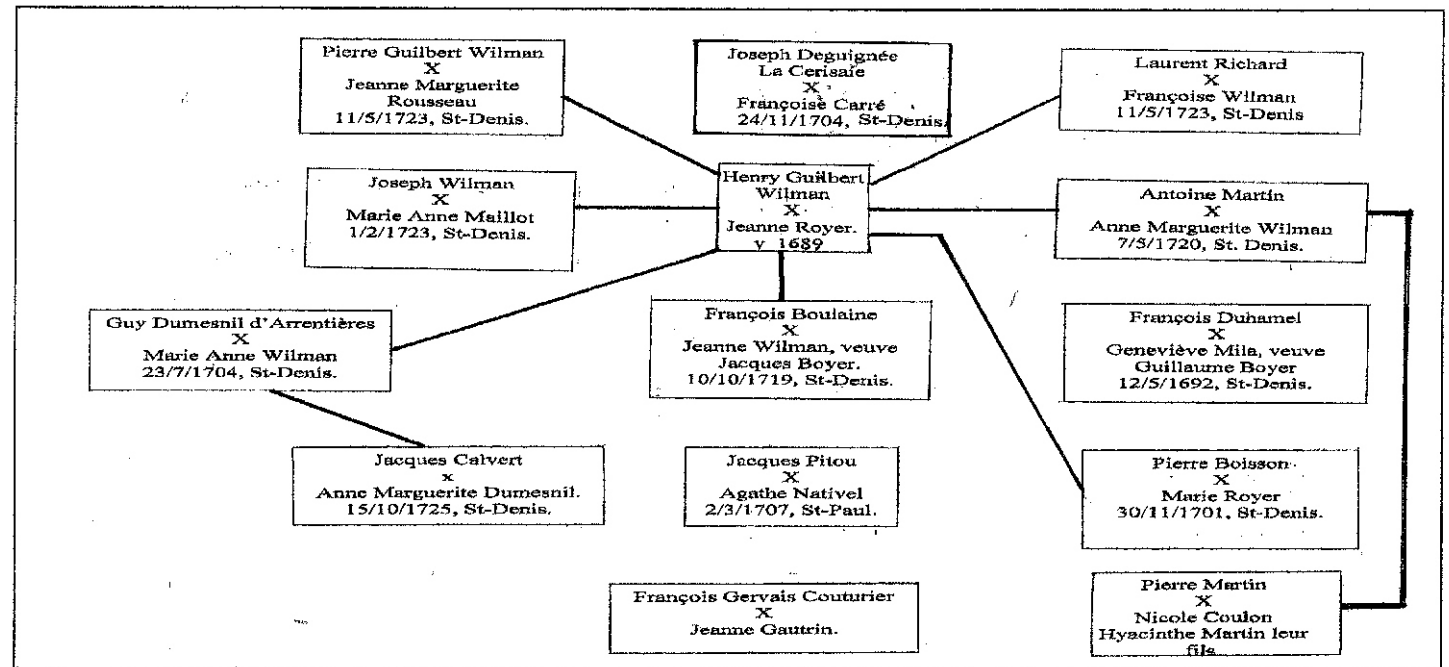 Pierre Guilbert Wilman
X
Jeanne Marguerite
Rousseau
11/5/1723, St-Denis.
Joseph Deguignée
La Cerisaie
X
Françoise Carré
24/11/1704, St-Denis.
Laurent Richard
X
Françoise Wilman
11/5/1723, St-Denis
Joseph Wilman
X
Marie Anne Maillot
1/2/1723, St-Denis.
Henry Guilbert
Wilman
X
Jeanne Royer.
v 1689
Antoine Martin
X
Anne Marguerite Wilman
7/5/1720, St. Denis.
Guy Dumesnil d'Arrentières
X
Marie Anne Wilman
23/7/1704, St-Denis.
François Boulaine
X
Jeanne Wilman, veuve
Jacques Boyer.
10/10/1719, St-Denis.
François Duhamel
X
Geneviève Mila, veuve
Guillaume Boyer
12/5/1692, St-Denis.
Jacques Calvert
x
Anne Marguerite Dumesnil.
15/10/1725, St-Denis.
Jacques Pitou
X
Agathe Nativel
2/3/1707, St-Paul.
Pierre Boisson
X
Marie Royer
30/11/1701, St-Denis.
François Gervais Couturier
X
Jeanne Gautrin.
Pierre Martin
X
Nicole Coulon
Hyacinthe Martin leur
fils